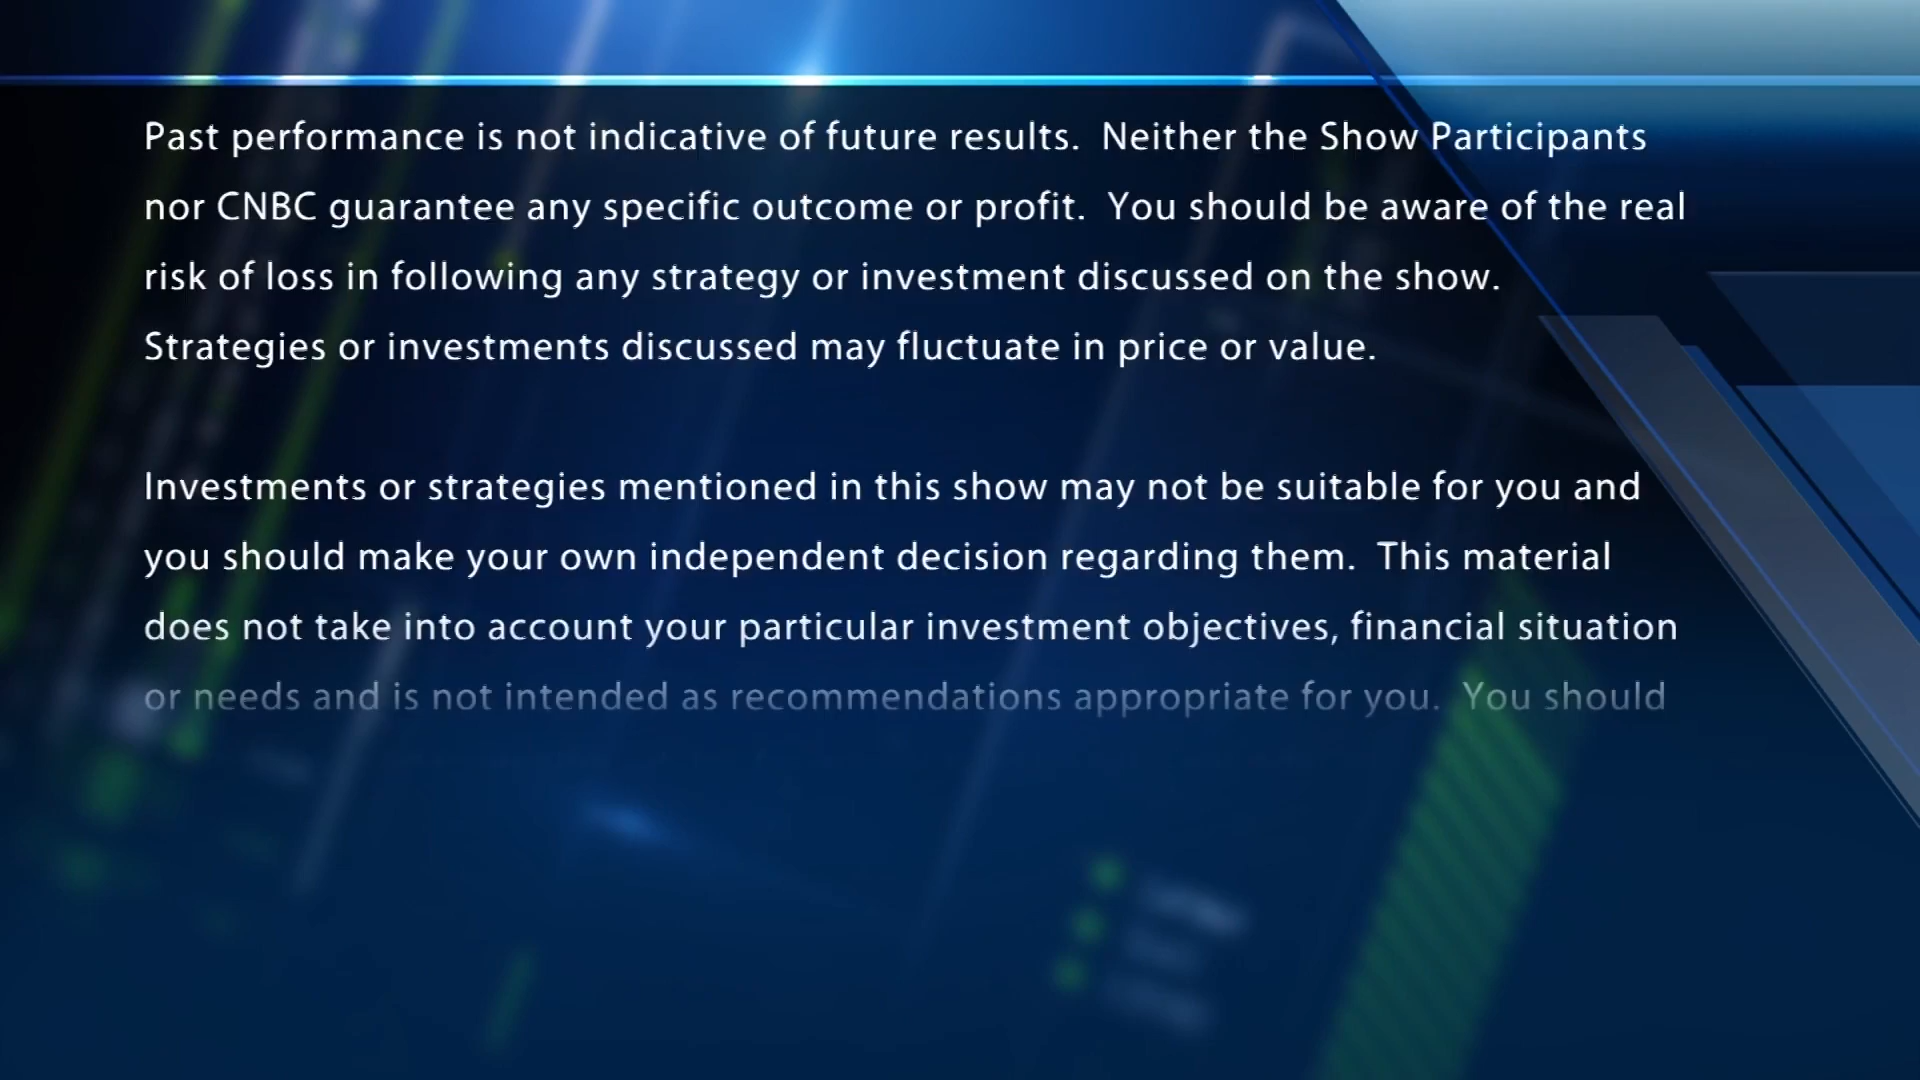 Past performance is not indicative of future results.  Neither the Show Participants
nor CNBC guarantee any specific outcome or profit.  You should be aware of the real
risk of loss in following any strategy or investment discussed on the show.
Strategies or investments discussed may fluctuate in price or value.
Investments or strategies mentioned in this show may not be suitable for you and
you should make your own independent decision regarding them.  This material
does not take into account your particular investment objectives, financial situation
or needs and is not intended as recommendations appropriate for you.  You should